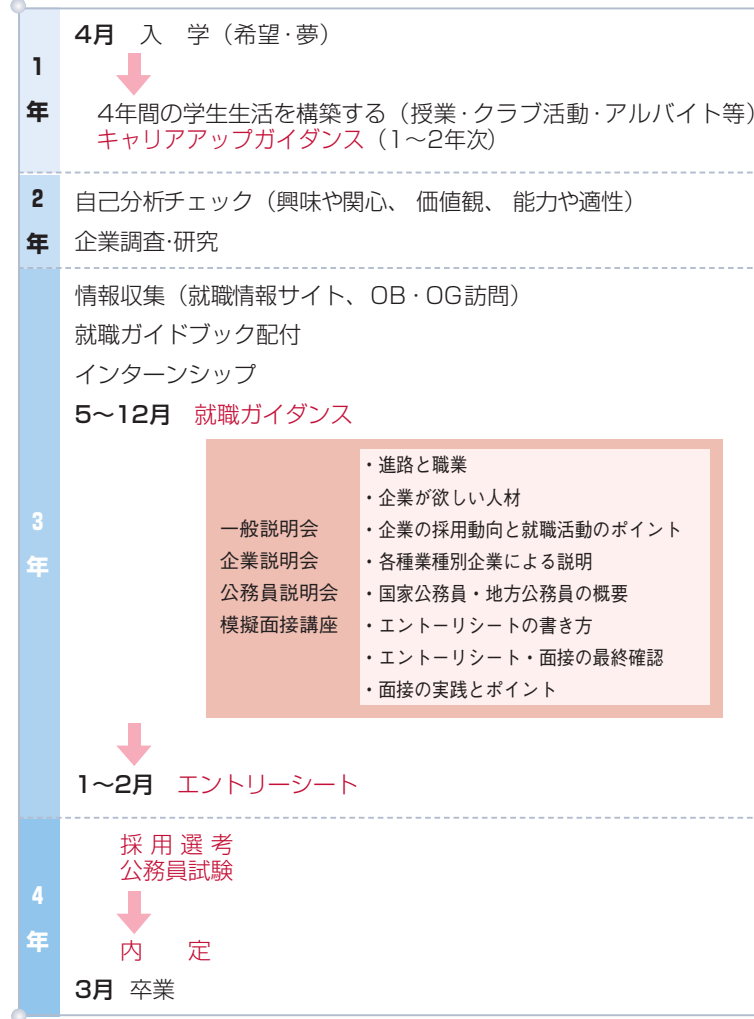 1年
4月 入 学（希望・夢）
4年間の学生生活を構築する（授業・クラブ活動・アルバイト等）
キャリアアップガイダンス（1〜2年次）
2年
自己分析チェック（興味や関心、価値観、能力や適性）
企業調査・研究
3年
情報収集（就職情報サイト、OB・OG訪問）
就職ガイドブック配付
インターンシップ
5〜12月 就職ガイダンス
一般説明会
企業説明会
公務員説明会
模擬面接講座
・進路と職業
・企業が欲しい人材
・企業の採用動向と就職活動のポイント
・各種業種別企業による説明
・国家公務員・地方公務員の概要
・エントーリシートの書き方
・エントーリシート・面接の最終確認
・面接の実践とポイント
1〜2月 エントリーシート
4年
採用選考
公務員試験
内 定
3月 卒業